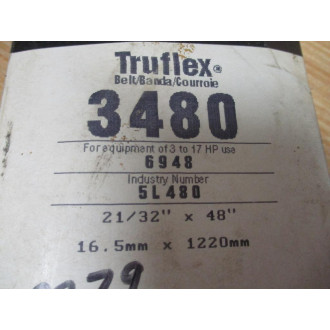 Truflex®
Belt/Banda/Courroie
3480
For equipment of 3 to 17 HP use
6948
Industry Number
5L480
21/32" x 48"
16.5mm x 1220mm